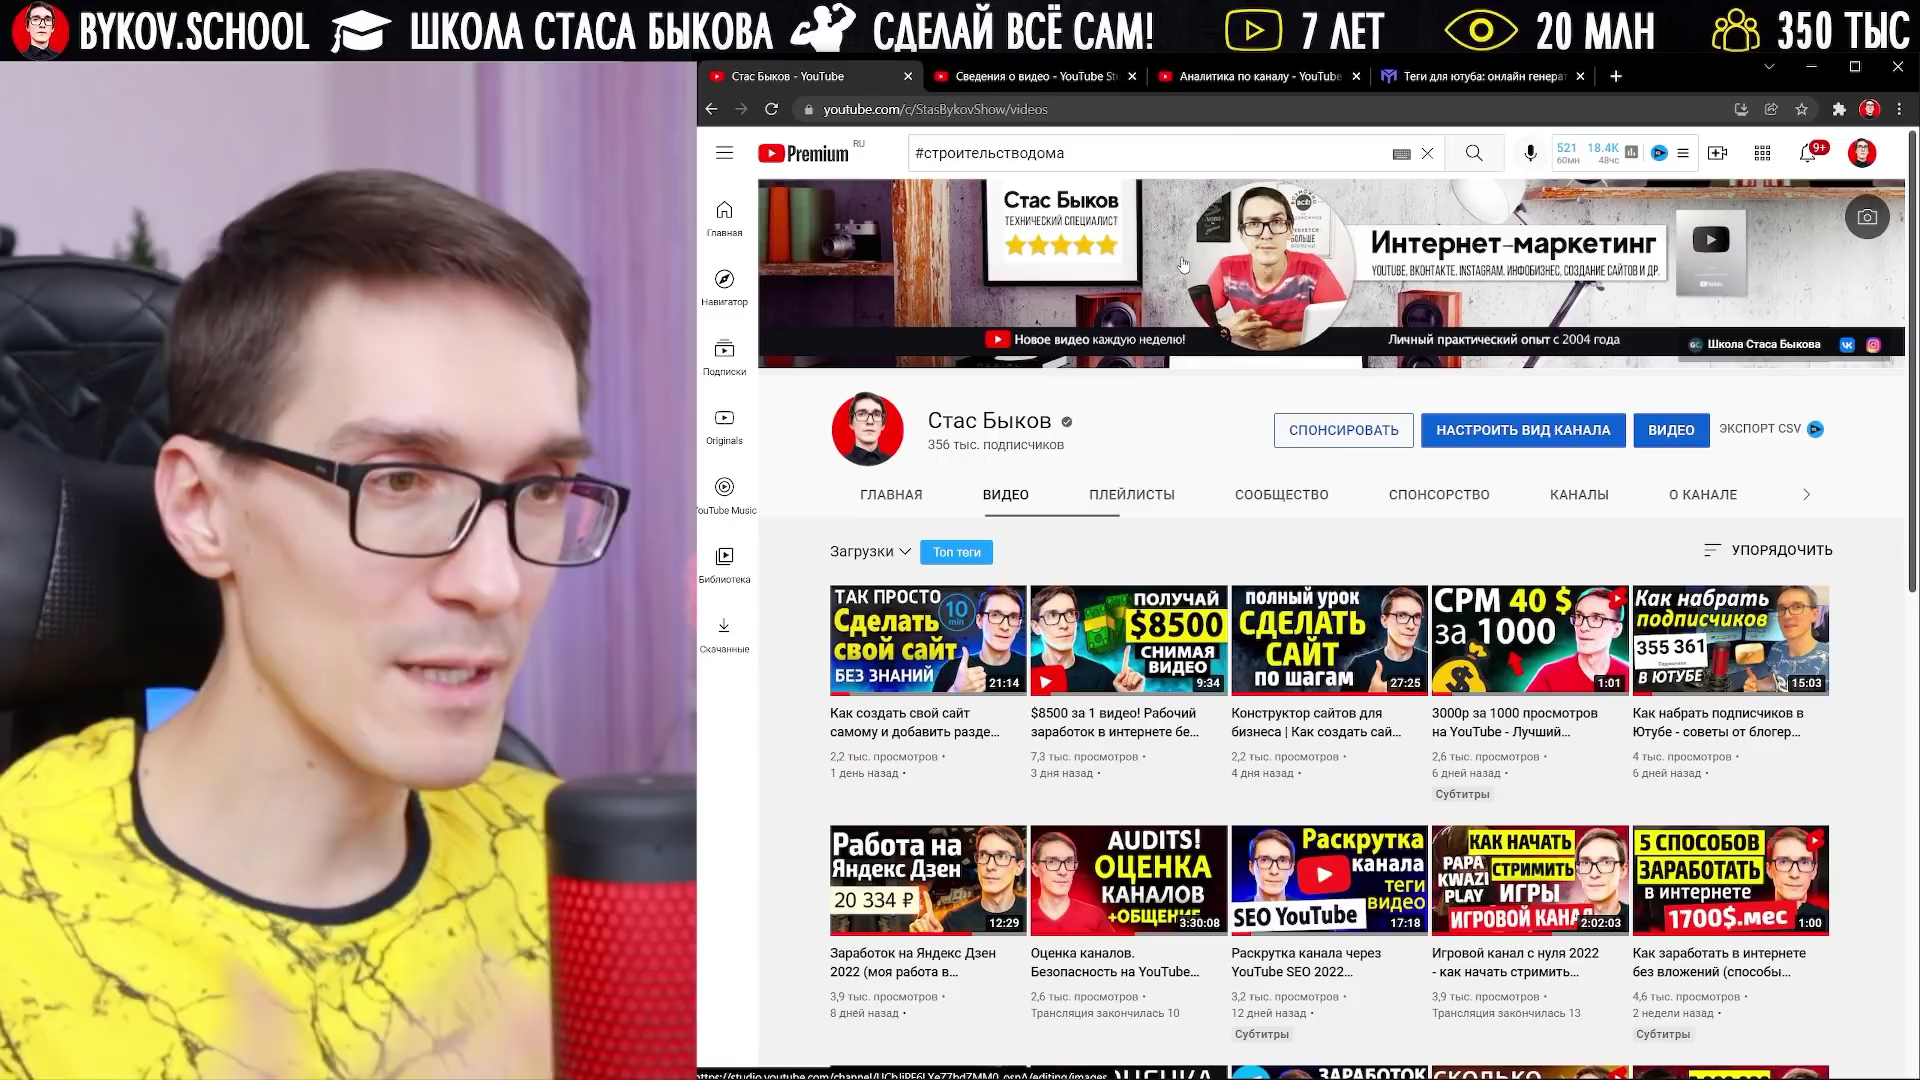 BYKOV.SCHOOL ШКОЛА СТАСА БЫКОВА СДЕЛАЙ ВСЁ САМ! 7 ЛЕТ 20 МЛН 350 ТЫС
Стас Быков - YouTube
Сведения о видео - YouTube St
Аналитика по каналу - YouTube
Теги для ютуба: онлайн генерат
youtube.com/c/StasBykovShow/videos
Premium RU
#строительстводома
521 60мн 18.4K 48чс
9+
Главная
Навигатор
Подписки
Originals
YouTube Music
Библиотека
Скачанные
Стас Быков
ТЕХНИЧЕСКИЙ СПЕЦИАЛИСТ
Интернет-маркетинг
YOUTUBE, ВКОНТАКТЕ, INSTAGRAM, ИНФОБИЗНЕС, СОЗДАНИЕ САЙТОВ И ДР.
Новое видео каждую неделю!
Личный практический опыт с 2004 года
GC Школа Стаса Быкова
Стас Быков
356 тыс. подписчиков
СПОНСИРОВАТЬ
НАСТРОИТЬ ВИД КАНАЛА
ВИДЕО
ЭКСПОРТ CSV
ГЛАВНАЯ ВИДЕО ПЛЕЙЛИСТЫ СООБЩЕСТВО СПОНСОРСТВО КАНАЛЫ О КАНАЛЕ
Загрузки
Топ теги
УПОРЯДОЧИТЬ
ТАК ПРОСТО
Сделать
свой сайт
БЕЗ ЗНАНИЙ
10 min
21:14
Как создать свой сайт
самому и добавить разде...
2,2 тыс. просмотров •
1 день назад •
ПОЛУЧАЙ
$8500
СНИМАЯ
ВИДЕО
9:34
$8500 за 1 видео! Рабочий
заработок в интернете бе...
7,3 тыс. просмотров •
3 дня назад •
ПОЛНЫЙ УРОК
СДЕЛАТЬ
САЙТ
по шагам
27:25
Конструктор сайтов для
бизнеса | Как создать сай...
2,2 тыс. просмотров •
4 дня назад •
CPM 40 $
за 1000
1:01
3000р за 1000 просмотров
на YouTube - Лучший...
2,6 тыс. просмотров •
6 дней назад •
Субтитры
Как набрать
подписчиков
355 361
В ЮТУБЕ
15:03
Как набрать подписчиков в
Ютубе - советы от блогер...
4 тыс. просмотров •
6 дней назад •
Работа на
Яндекс Дзен
20 334 ₽
12:29
Заработок на Яндекс Дзен
2022 (моя работа в...
3,9 тыс. просмотров •
8 дней назад •
AUDITS!
ОЦЕНКА
КАНАЛОВ
+ОБЩЕНИЕ
3:30:08
Оценка каналов.
Безопасность на YouTube...
2,6 тыс. просмотров •
Трансляция закончилась 10
Раскрутка
канала
теги
видео
SEO YouTube
17:18
Раскрутка канала через
YouTube SEO 2022...
3,2 тыс. просмотров •
12 дней назад •
Субтитры
КАК НАЧАТЬ
СТРИМИТЬ
ИГРЫ
PAPA
KWAZI
PLAY
ИГРОВОЙ КАНА
2:02:03
Игровой канал с нуля 2022
- как начать стримить...
3,9 тыс. просмотров •
Трансляция закончилась 13
5 СПОСОБОВ
ЗАРАБОТАТЬ
в интернете
1700$.мес
1:00
Как заработать в интернете
без вложений (способы...
4,6 тыс. просмотров •
2 недели назад •
Субтитры
ЗАРАБОТОК